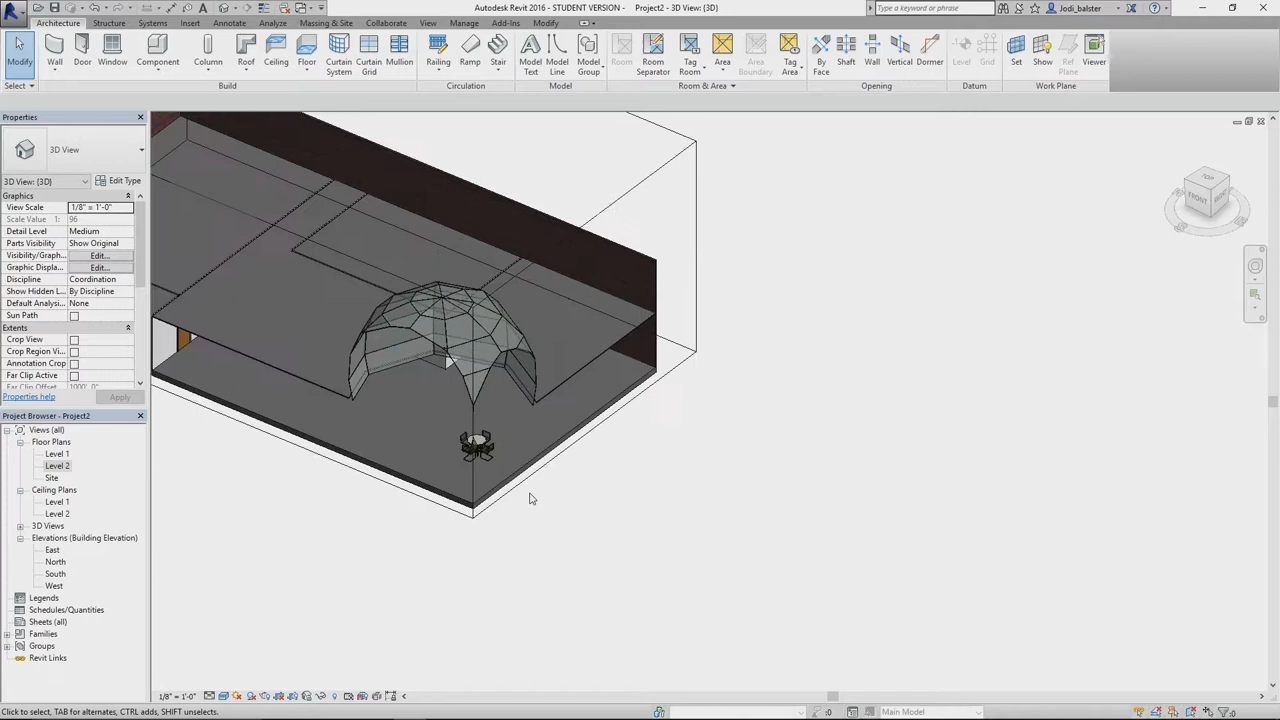 Autodesk Revit 2016 - STUDENT VERSION - Project2 - 3D View: {3D}
Type a keyword or phrase
Jodi_balster
Architecture Structure Systems Insert Annotate Analyze Massing & Site Collaborate View Manage Add-Ins Modify
Modify Wall Door Window Component Column Roof Ceiling Floor Curtain System Curtain Grid Mullion Railing Ramp Stair Model Text Model Line Model Group Room Room Separator Tag Room Area Area Boundary Tag Area By Face Shaft Wall Vertical Dormer Level Grid Set Show Ref Plane Viewer
Select Build Circulation Model Room & Area Opening Datum Work Plane
Properties
3D View
3D View: {3D} Edit Type
Graphics
View Scale 1/8" = 1'-0"
Scale Value 1: 96
Detail Level Medium
Parts Visibility Show Original
Visibility/Graph... Edit...
Graphic Displa... Edit...
Discipline Coordination
Show Hidden L... By Discipline
Default Analysi... None
Sun Path
Extents
Crop View
Crop Region Vi...
Annotation Crop
Far Clip Active
Far Clip Offset 1000' 0"
Properties help Apply
Project Browser - Project2
Views (all)
Floor Plans
Level 1
Level 2
Site
Ceiling Plans
Level 1
Level 2
3D Views
Elevations (Building Elevation)
East
North
South
West
Legends
Schedules/Quantities
Sheets (all)
Families
Groups
Revit Links
TOP
FRONT
1/8" = 1'-0"
Click to select, TAB for alternates, CTRL adds, SHIFT unselects.
:0
Main Model
:0